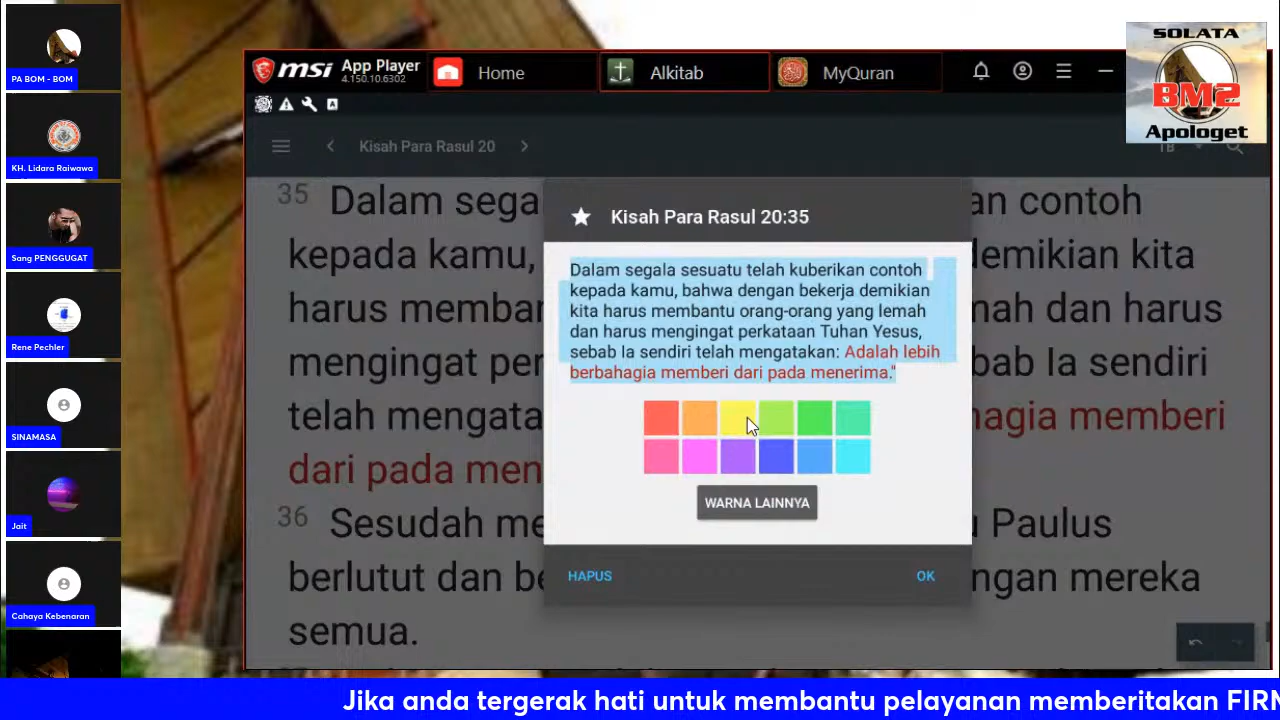 PA BOM - BOM
KH. Lidara Raiwawa
Sang PENGGUGAT
Rene Pechler
SINAMASA
Jait
Cahaya Kebenaran
msi App Player
4.150.10.6302
Home
Alkitab
MyQuran
SOLATA
BM2
Apologet
Kisah Para Rasul 20
TB
35 Dalam sega
an contoh
kepada kamu,
demikian kita
harus memban
mah dan harus
mengingat per
bab Ia sendiri
telah mengata
hagia memberi
dari pada men
36 Sesudah me
u Paulus
berlutut dan be
ngan mereka
semua.
Kisah Para Rasul 20:35
Dalam segala sesuatu telah kuberikan contoh
kepada kamu, bahwa dengan bekerja demikian
kita harus membantu orang-orang yang lemah
dan harus mengingat perkataan Tuhan Yesus,
sebab Ia sendiri telah mengatakan: Adalah lebih
berbahagia memberi dari pada menerima."
WARNA LAINNYA
HAPUS
OK
Jika anda tergerak hati untuk membantu pelayanan memberitakan FIRM